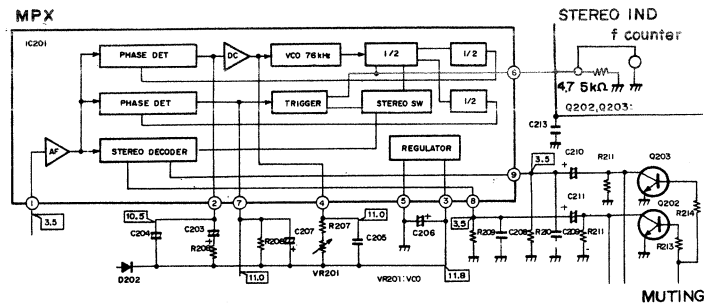 MPX
STEREO IND
f counter
IC201
PHASE DET
DC
VCO 76kHz
1/2
1/2
6
4.7 5kΩ
Q202,Q203:
PHASE DET
TRIGGER
STEREO SW
1/2
C213
AF
STEREO DECODER
REGULATOR
9
3.5
C210
R211
Q203
1
2
7
4
5
3
8
3.5
10.5
11.0
3.5
C211
Q202
R214
C204
C203
R206
R208
C207
R207
C205
C206
R209
C208
R210
C209
R211
R213
D202
11.0
VR201
VR201:VCO
11.8
MUTING